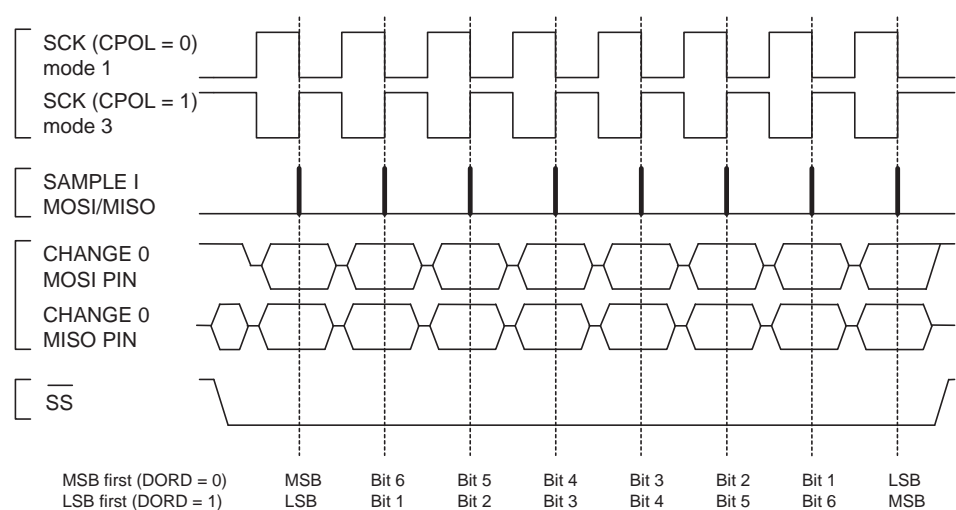 SCK (CPOL = 0)
mode 1
SCK (CPOL = 1)
mode 3
SAMPLE I
MOSI/MISO
CHANGE 0
MOSI PIN
CHANGE 0
MISO PIN
SS
MSB first (DORD = 0) MSB Bit 6 Bit 5 Bit 4 Bit 3 Bit 2 Bit 1 LSB
LSB first (DORD = 1) LSB Bit 1 Bit 2 Bit 3 Bit 4 Bit 5 Bit 6 MSB